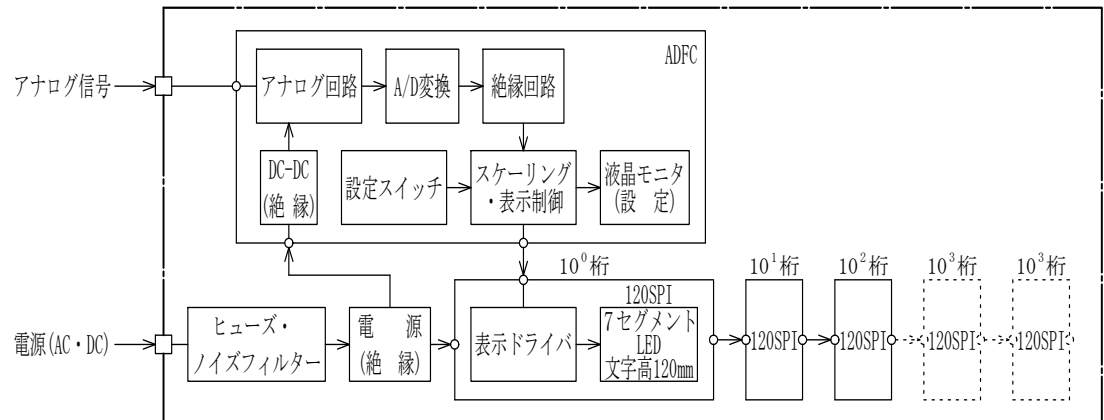 ADFC
アナログ信号
アナログ回路
A/D変換
絶縁回路
DC-DC
(絶 縁)
設定スイッチ
スケーリング
・表示制御
液晶モニタ
(設 定)
10⁰桁
10¹桁
10²桁
10³桁
10³桁
電源(AC・DC)
ヒューズ・
ノイズフィルター
電 源
(絶 縁)
120SPI
表示ドライバ
7セグメント
LED
文字高120mm
120SPI
120SPI
120SPI
120SPI